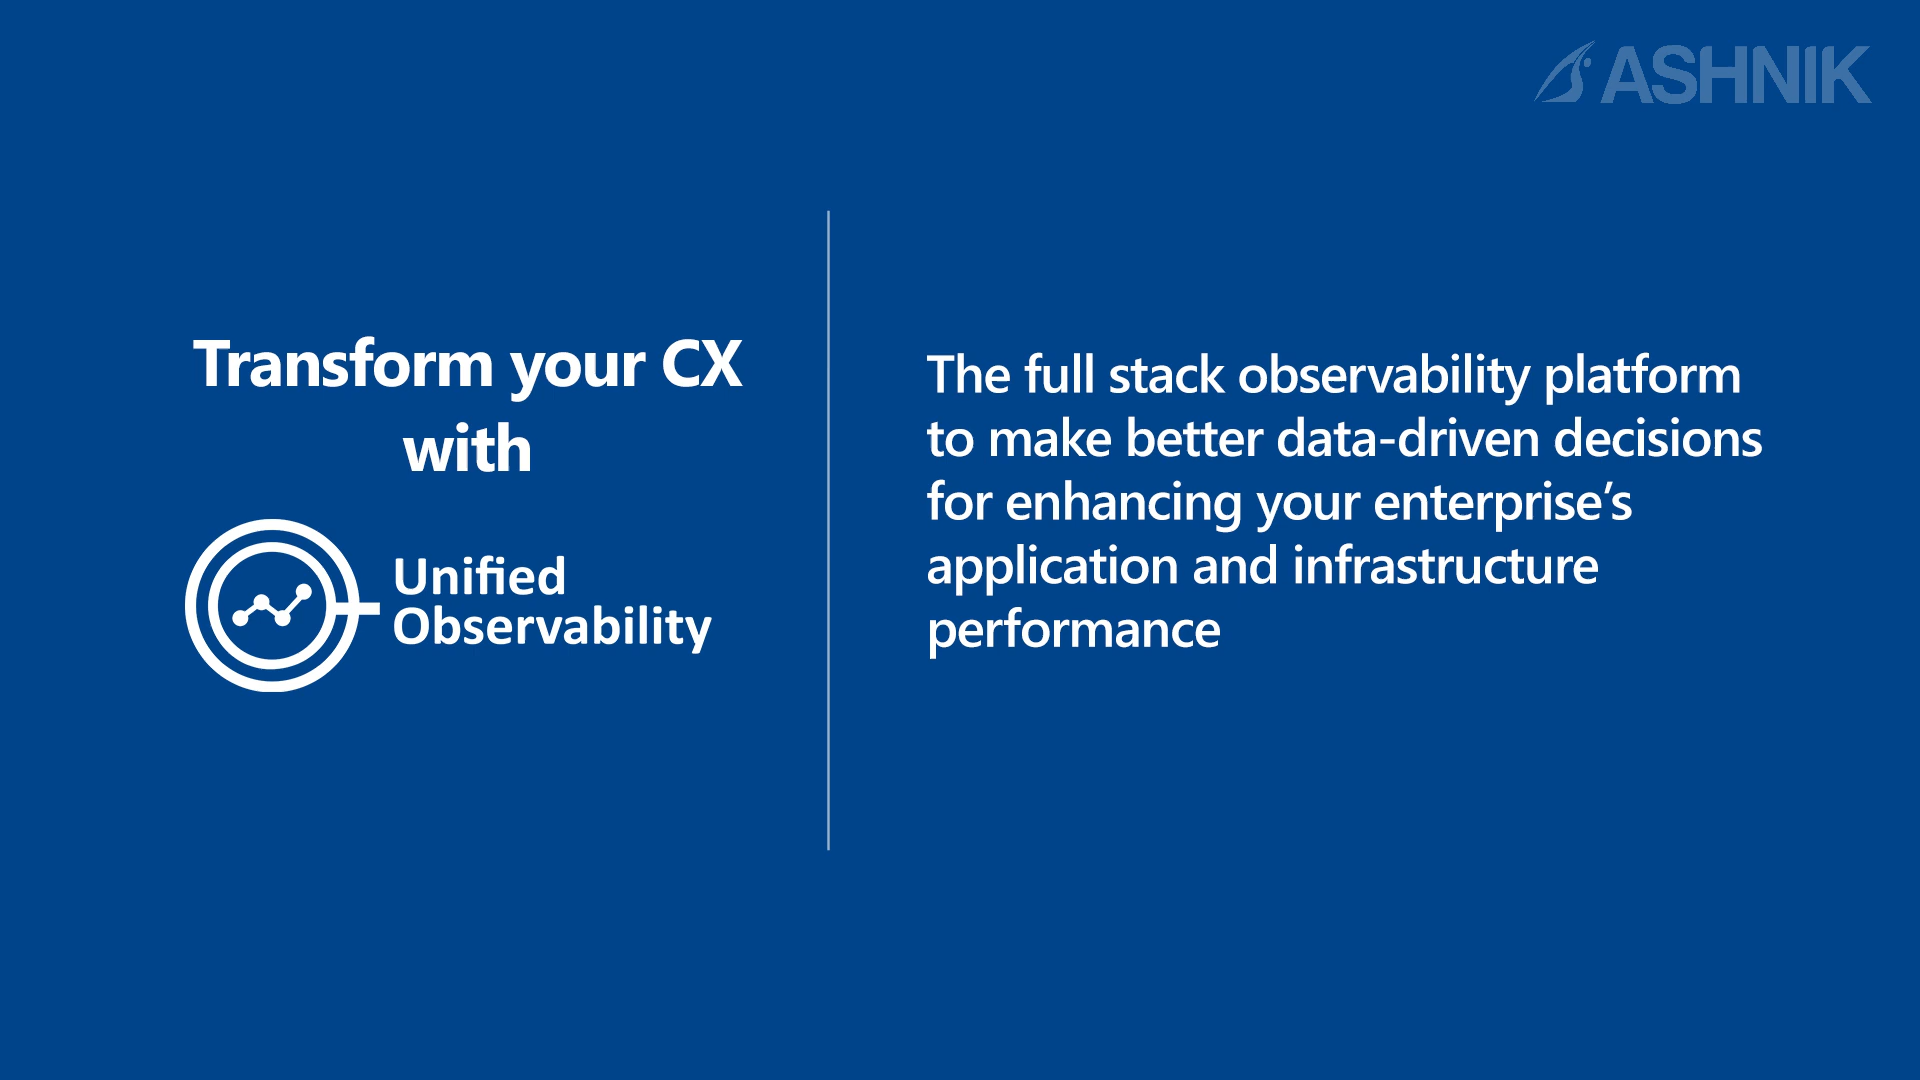 ASHNIK
Transform your CX
with
Unified
Observability
The full stack observability platform
to make better data-driven decisions
for enhancing your enterprise’s
application and infrastructure
performance